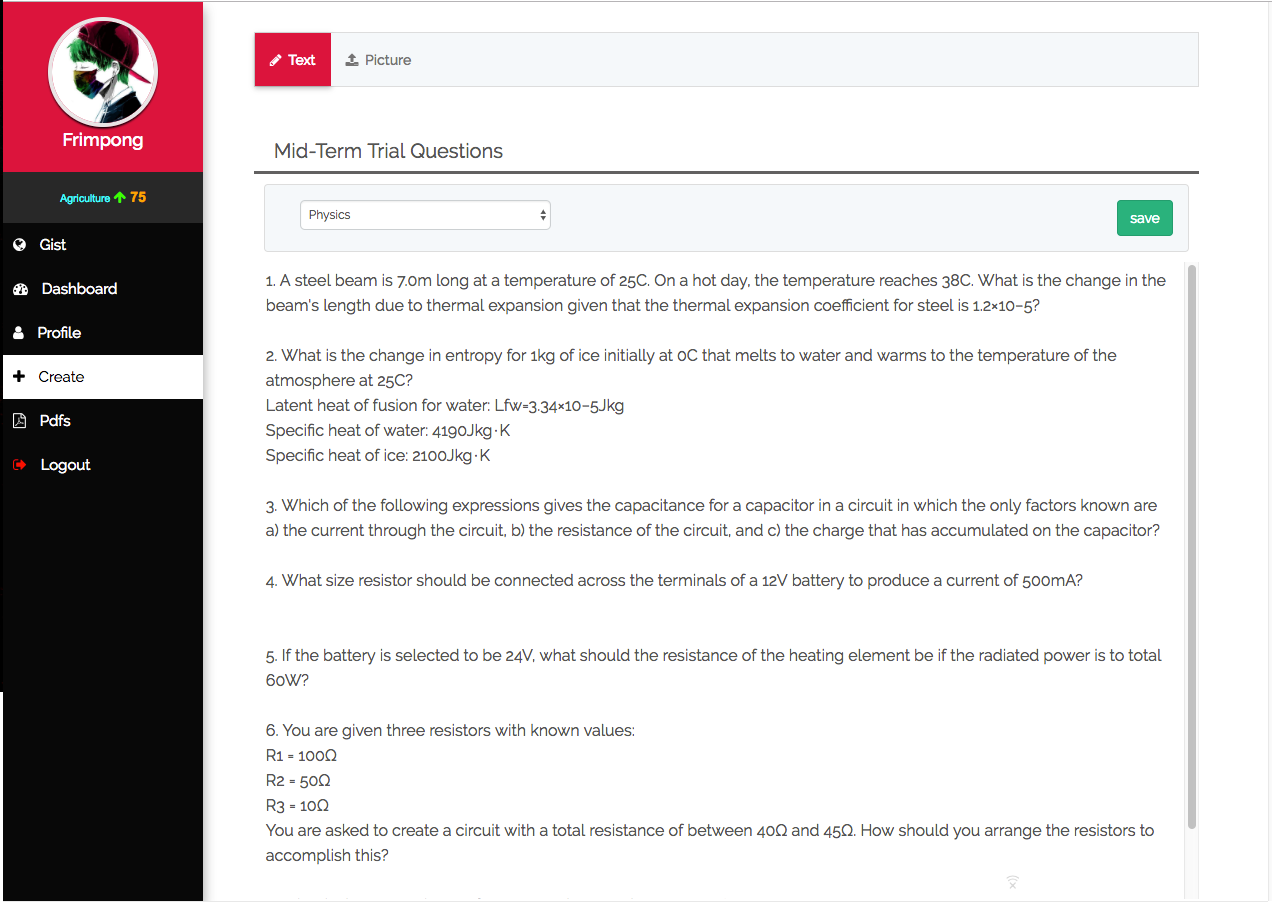 Frimpong
Agriculture 75
Gist
Dashboard
Profile
Create
Pdfs
Logout
Text
Picture
Mid-Term Trial Questions
Physics
save
1. A steel beam is 7.0m long at a temperature of 25C. On a hot day, the temperature reaches 38C. What is the change in the
beam's length due to thermal expansion given that the thermal expansion coefficient for steel is 1.2×10−5?
2. What is the change in entropy for 1kg of ice initially at 0C that melts to water and warms to the temperature of the
atmosphere at 25C?
Latent heat of fusion for water: Lfw=3.34×10−5Jkg
Specific heat of water: 4190Jkg⋅K
Specific heat of ice: 2100Jkg⋅K
3. Which of the following expressions gives the capacitance for a capacitor in a circuit in which the only factors known are
a) the current through the circuit, b) the resistance of the circuit, and c) the charge that has accumulated on the capacitor?
4. What size resistor should be connected across the terminals of a 12V battery to produce a current of 500mA?
5. If the battery is selected to be 24V, what should the resistance of the heating element be if the radiated power is to total
60W?
6. You are given three resistors with known values:
R1 = 100Ω
R2 = 50Ω
R3 = 10Ω
You are asked to create a circuit with a total resistance of between 40Ω and 45Ω. How should you arrange the resistors to
accomplish this?